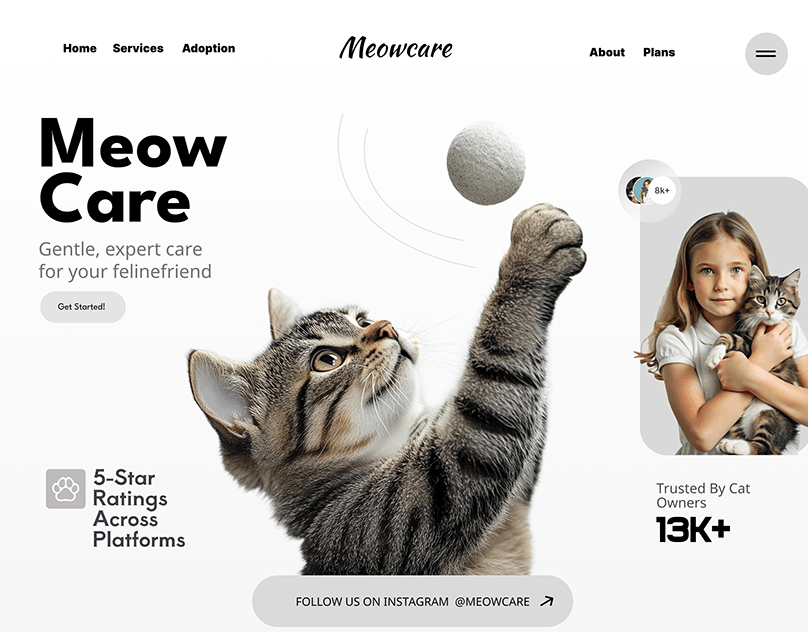 Home Services Adoption
Meowcare
About Plans
Meow
Care
Gentle, expert care
for your felinefriend
Get Started!
8k+
5-Star
Ratings
Across
Platforms
Trusted By Cat
Owners
13K+
FOLLOW US ON INSTAGRAM @MEOWCARE